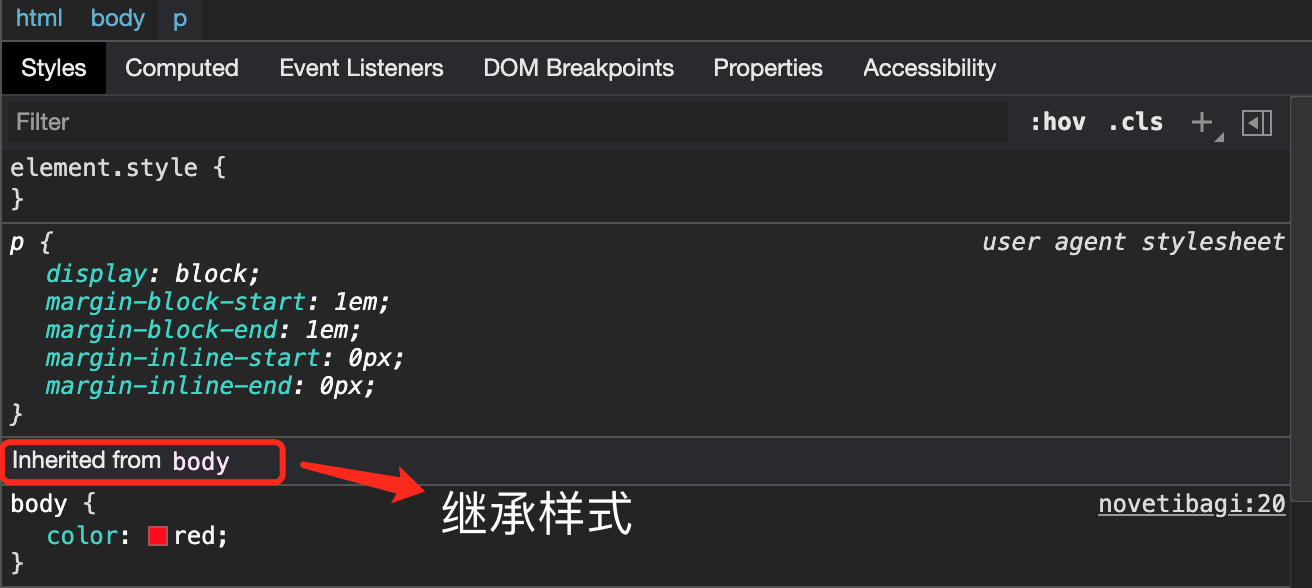 html body p
Styles Computed Event Listeners DOM Breakpoints Properties Accessibility
Filter :hov .cls +
element.style {
}
p { user agent stylesheet
display: block;
margin-block-start: 1em;
margin-block-end: 1em;
margin-inline-start: 0px;
margin-inline-end: 0px;
}
Inherited from body
继承样式
body { novetibagi:20
color: red;
}